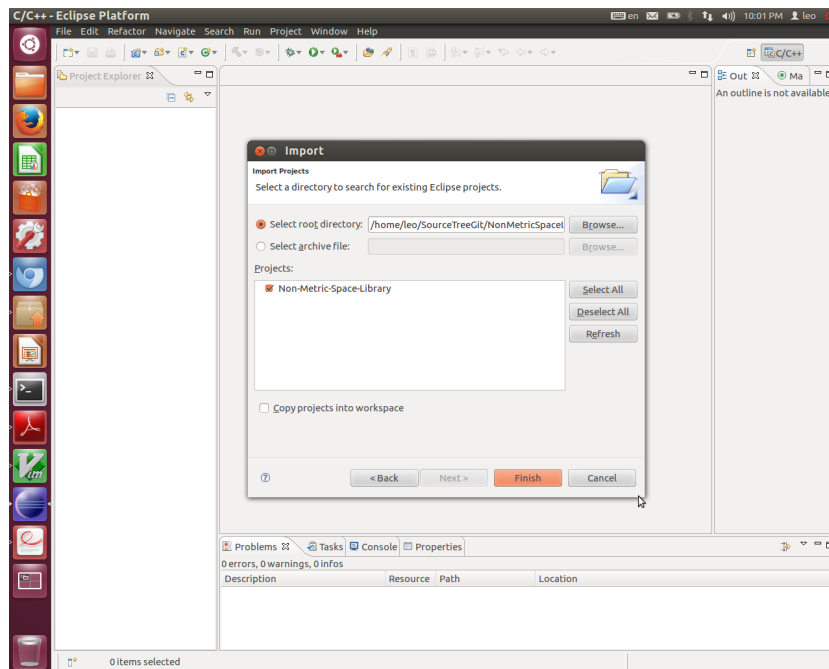 C/C++ - Eclipse Platform
en
10:01 PM
leo
File Edit Refactor Navigate Search Run Project Window Help
C/C++
Project Explorer
Out
Ma
An outline is not available
Import
Import Projects
Select a directory to search for existing Eclipse projects.
Select root directory:
/home/leo/SourceTreeGit/NonMetricSpaceL
Browse...
Select archive file:
Browse...
Projects:
Non-Metric-Space-Library
Select All
Deselect All
Refresh
Copy projects into workspace
< Back
Next >
Finish
Cancel
Vim
Problems
Tasks
Console
Properties
0 errors, 0 warnings, 0 infos
Description
Resource
Path
Location
0 items selected